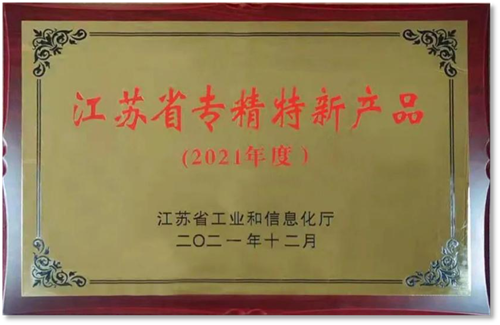 江苏省专精特新产品
(2021年度)
江苏省工业和信息化厅
二〇二一年十二月